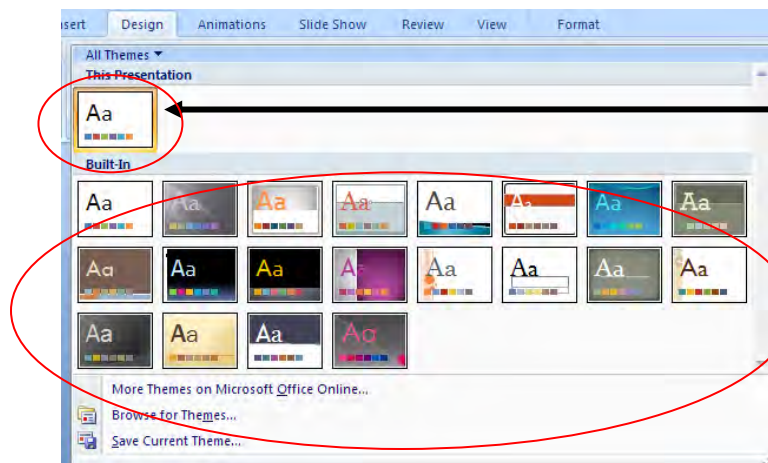 sert Design Animations Slide Show Review View Format
All Themes
This Presentation
Aa
Built-In
Aa Aa Aa Aa Aa Aa Aa Aa
Aa Aa Aa Aa Aa Aa Aa Aa
Aa Aa Aa Aa
More Themes on Microsoft Office Online...
Browse for Themes...
Save Current Theme...